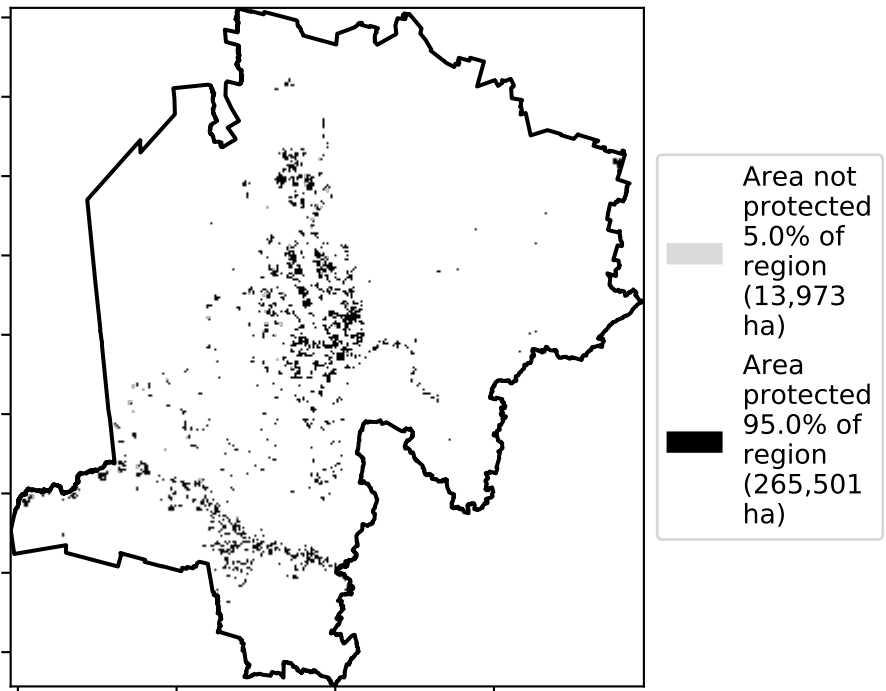 Area not
protected
5.0% of
region
(13,973
ha)
Area
protected
95.0% of
region
(265,501
ha)